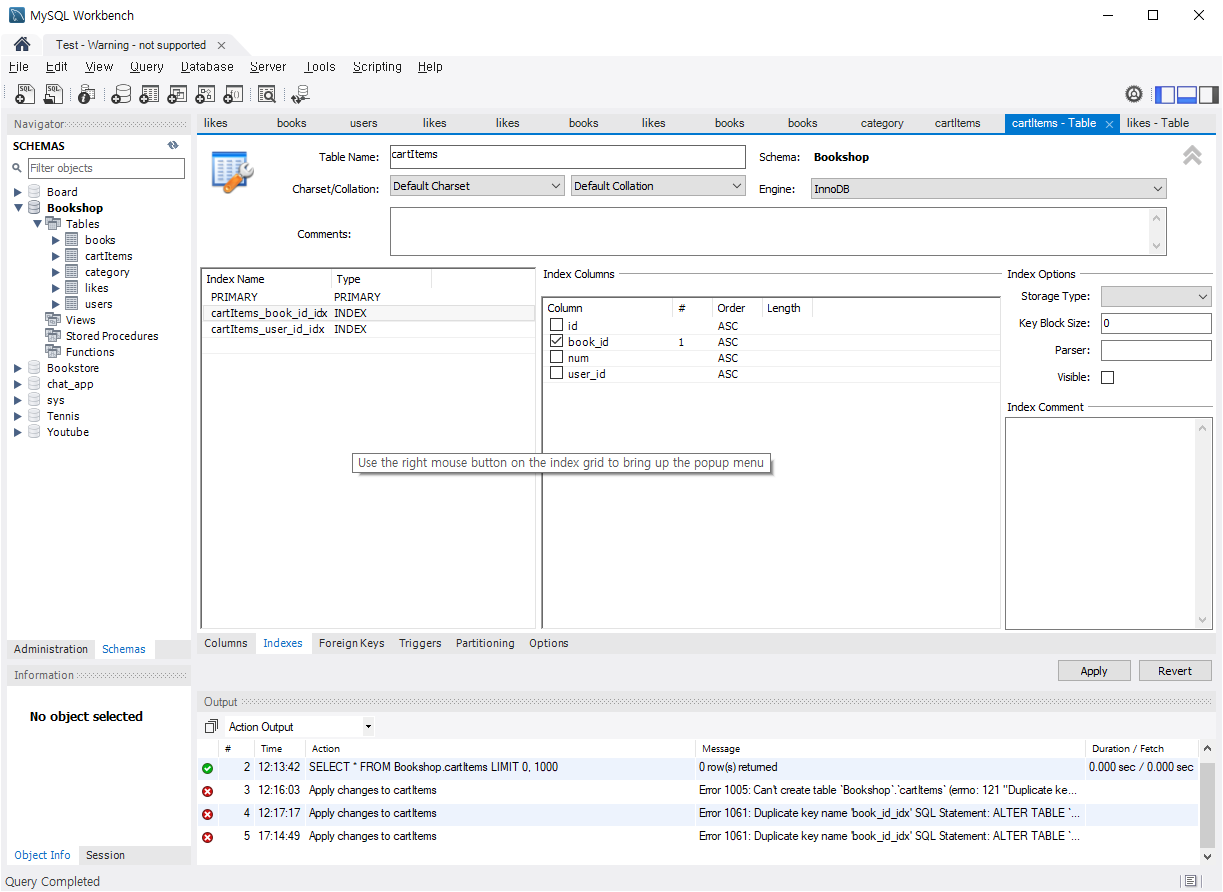 MySQL Workbench
Test - Warning - not supported
File Edit View Query Database Server Tools Scripting Help
Navigator
SCHEMAS
Filter objects
Board
Bookshop
Tables
books
cartItems
category
likes
users
Views
Stored Procedures
Functions
Bookstore
chat_app
sys
Tennis
Youtube
Administration Schemas
Information
No object selected
Object Info Session
likes books users likes likes books likes books books category cartItems cartItems - Table likes - Table
Table Name: cartItems Schema: Bookshop
Charset/Collation: Default Charset Default Collation Engine: InnoDB
Comments:
Index Name Type
PRIMARY PRIMARY
cartItems_book_id_idx INDEX
cartItems_user_id_idx INDEX
Index Columns
Column # Order Length
id ASC
book_id 1 ASC
num ASC
user_id ASC
Index Options
Storage Type:
Key Block Size: 0
Parser:
Visible:
Index Comment
Use the right mouse button on the index grid to bring up the popup menu
Columns Indexes Foreign Keys Triggers Partitioning Options
Apply Revert
Output
Action Output
# Time Action Message Duration / Fetch
2 12:13:42 SELECT * FROM Bookshop.cartItems LIMIT 0, 1000 0 row(s) returned 0.000 sec / 0.000 sec
3 12:16:03 Apply changes to cartItems Error 1005: Can't create table `Bookshop`.`cartItems` (errno: 121 "Duplicate ke...
4 12:17:17 Apply changes to cartItems Error 1061: Duplicate key name 'book_id_idx' SQL Statement: ALTER TABLE `...
5 17:14:49 Apply changes to cartItems Error 1061: Duplicate key name 'book_id_idx' SQL Statement: ALTER TABLE `...
Query Completed